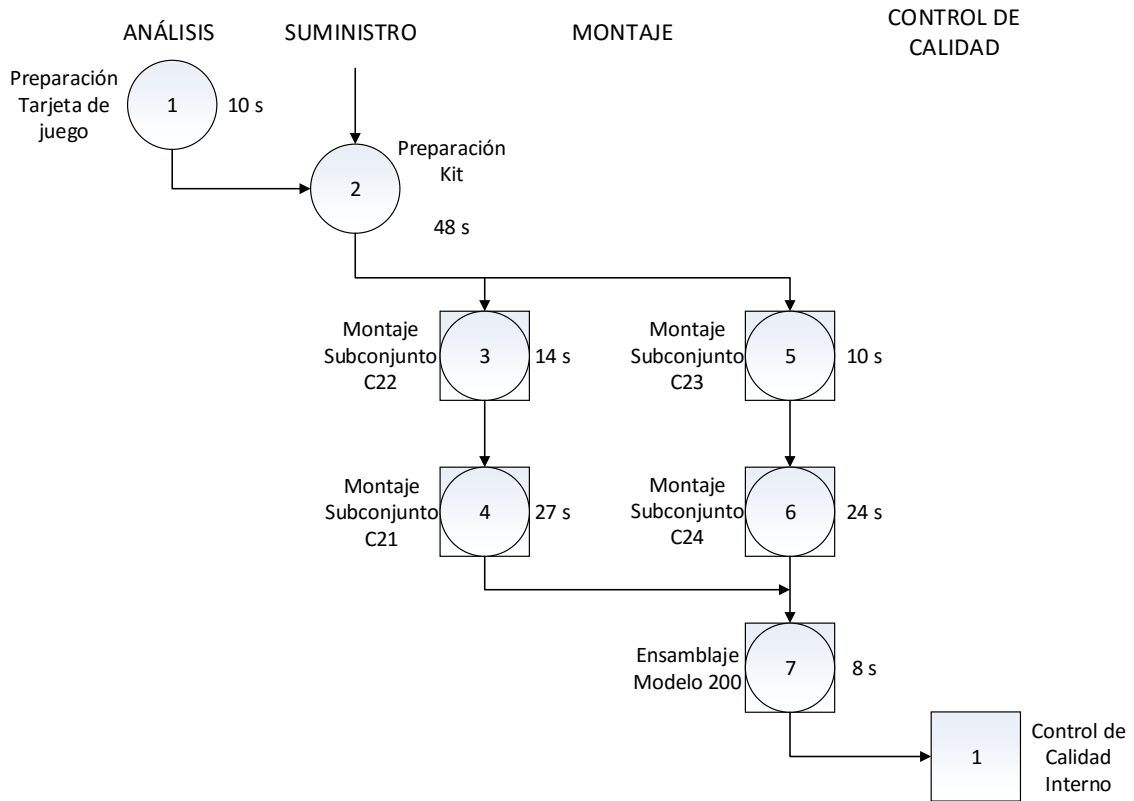 ANÁLISIS
SUMINISTRO
MONTAJE
CONTROL DE
CALIDAD
Preparación
Tarjeta de
juego
1
10 s
2
Preparación
Kit
48 s
Montaje
Subconjunto
C22
3
14 s
Montaje
Subconjunto
C23
5
10 s
Montaje
Subconjunto
C21
4
27 s
Montaje
Subconjunto
C24
6
24 s
Ensamblaje
Modelo 200
7
8 s
1
Control de
Calidad
Interno